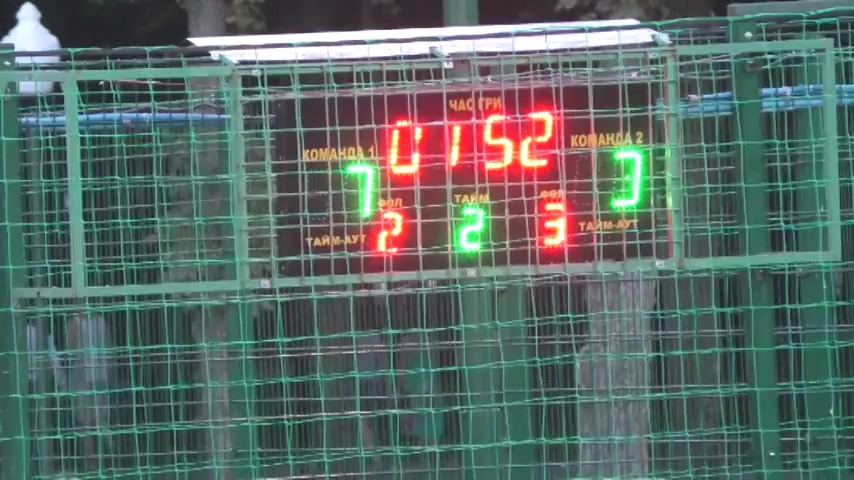 ЧАС ГРИ
01 52
КОМАНДА 1
КОМАНДА 2
7
3
ФОЛ
ТАЙМ
ФОЛ
ТАЙМ-АУТ
2
2
3
ТАЙМ-АУТ